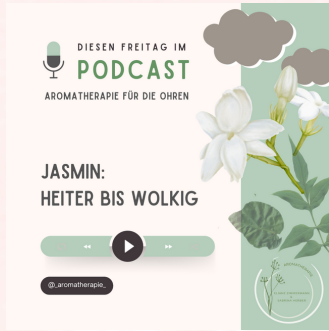 DIESEN FREITAG IM
PODCAST
AROMATHERAPIE FÜR DIE OHREN
JASMIN:
HEITER BIS WOLKIG
@_aromatherapie_